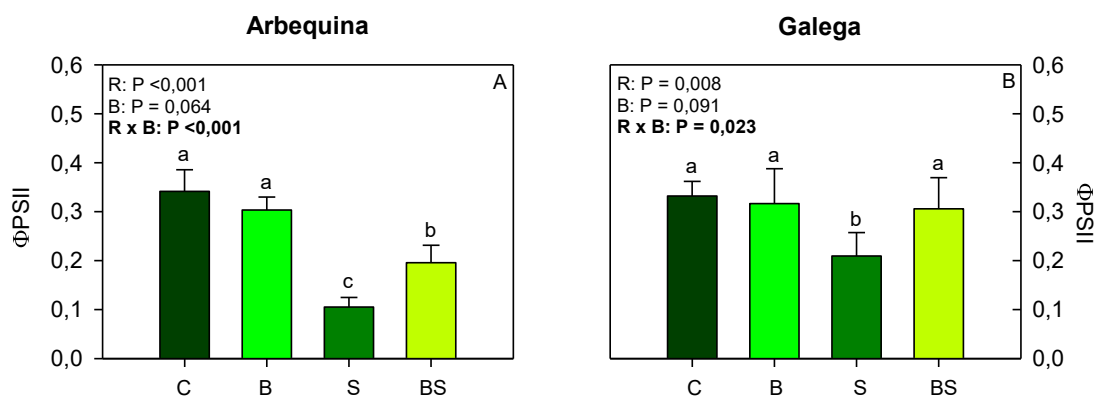 Arbequina
Galega
0,6
0,5
0,4
0,3
0,2
0,1
0,0
ΦPSII
R: P <0,001
B: P = 0,064
R x B: P <0,001
A
a
a
c
b
C
B
S
BS
R: P = 0,008
B: P = 0,091
R x B: P = 0,023
B
a
a
b
a
C
B
S
BS
0,6
0,5
0,4
0,3
0,2
0,1
0,0
ΦPSII